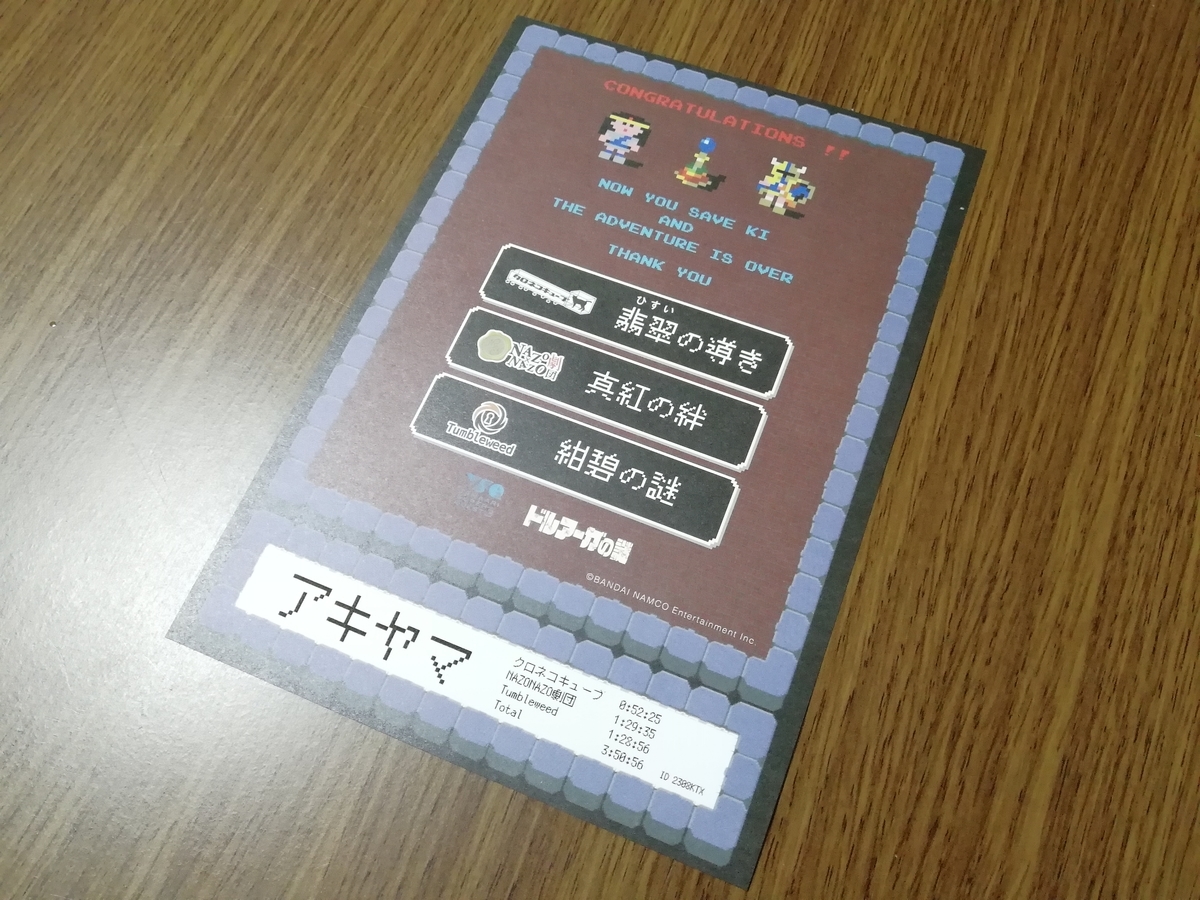 CONGRATULATIONS !!
NOW YOU SAVE KI
AND
THE ADVENTURE IS OVER
THANK YOU
クロネコキューブ
ひすい
翡翠の導き
NAZO×NAZO劇団
真紅の絆
Tumbleweed
紺碧の謎
ドルアーガの塔
©BANDAI NAMCO Entertainment Inc.
アキヤマ
クロネコキューブ 0:52:25
NAZO×NAZO劇団 1:29:35
Tumbleweed 1:28:56
Total 3:50:56
ID 2308KTX